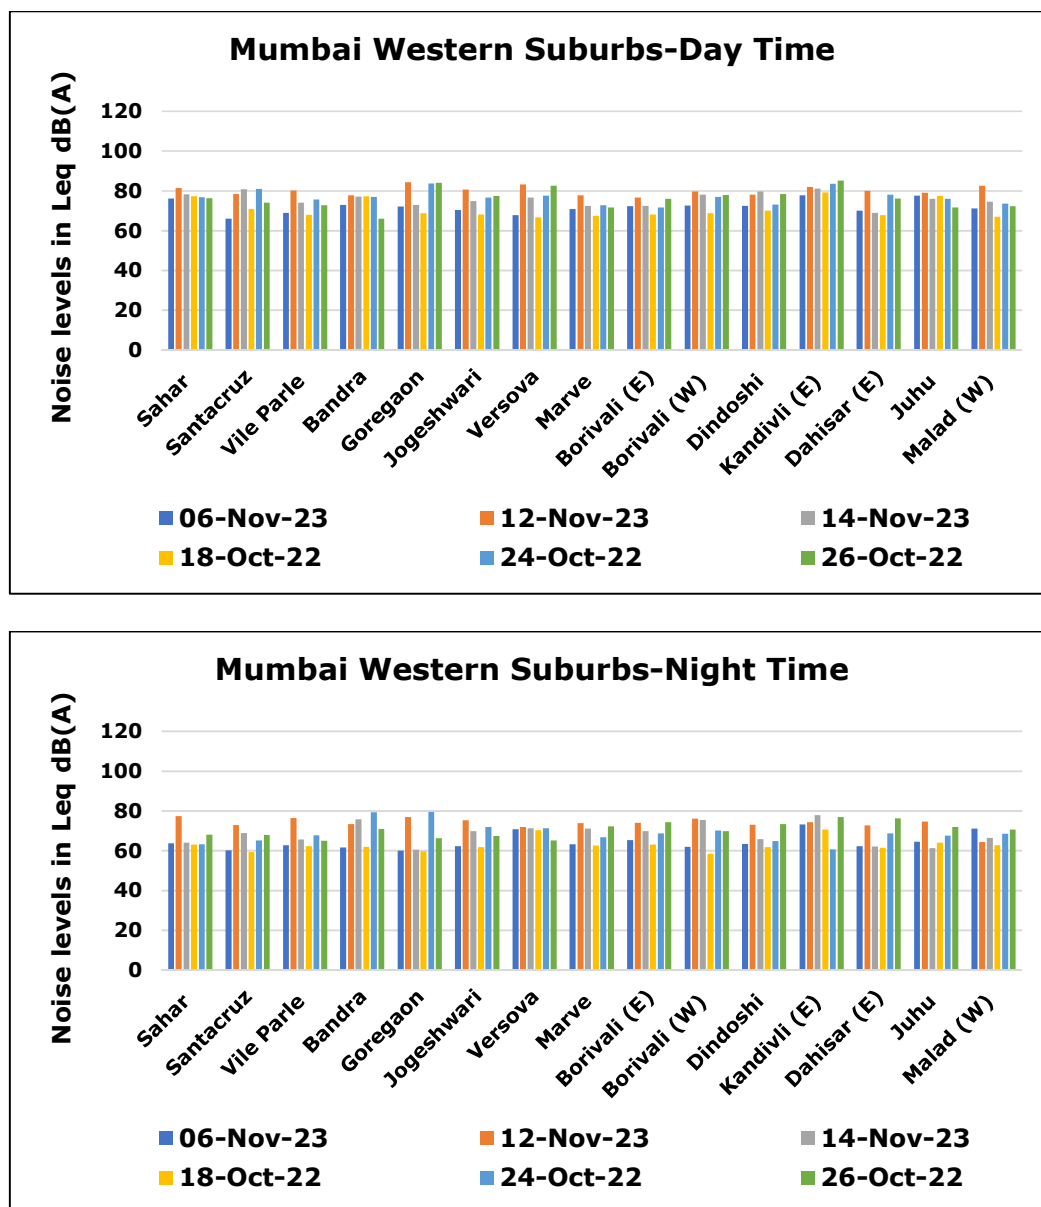 Mumbai Western Suburbs-Day Time
Noise levels in Leq dB(A)
120
100
80
60
40
20
0
Sahar
Santacruz
Vile Parle
Bandra
Goregaon
Jogeshwari
Versova
Marve
Borivali (E)
Borivali (W)
Dindoshi
Kandivli (E)
Dahisar (E)
Juhu
Malad (W)
06-Nov-23 12-Nov-23 14-Nov-23
18-Oct-22 24-Oct-22 26-Oct-22
Mumbai Western Suburbs-Night Time
Noise levels in Leq dB(A)
120
100
80
60
40
20
0
Sahar
Santacruz
Vile Parle
Bandra
Goregaon
Jogeshwari
Versova
Marve
Borivali (E)
Borivali (W)
Dindoshi
Kandivli (E)
Dahisar (E)
Juhu
Malad (W)
06-Nov-23 12-Nov-23 14-Nov-23
18-Oct-22 24-Oct-22 26-Oct-22